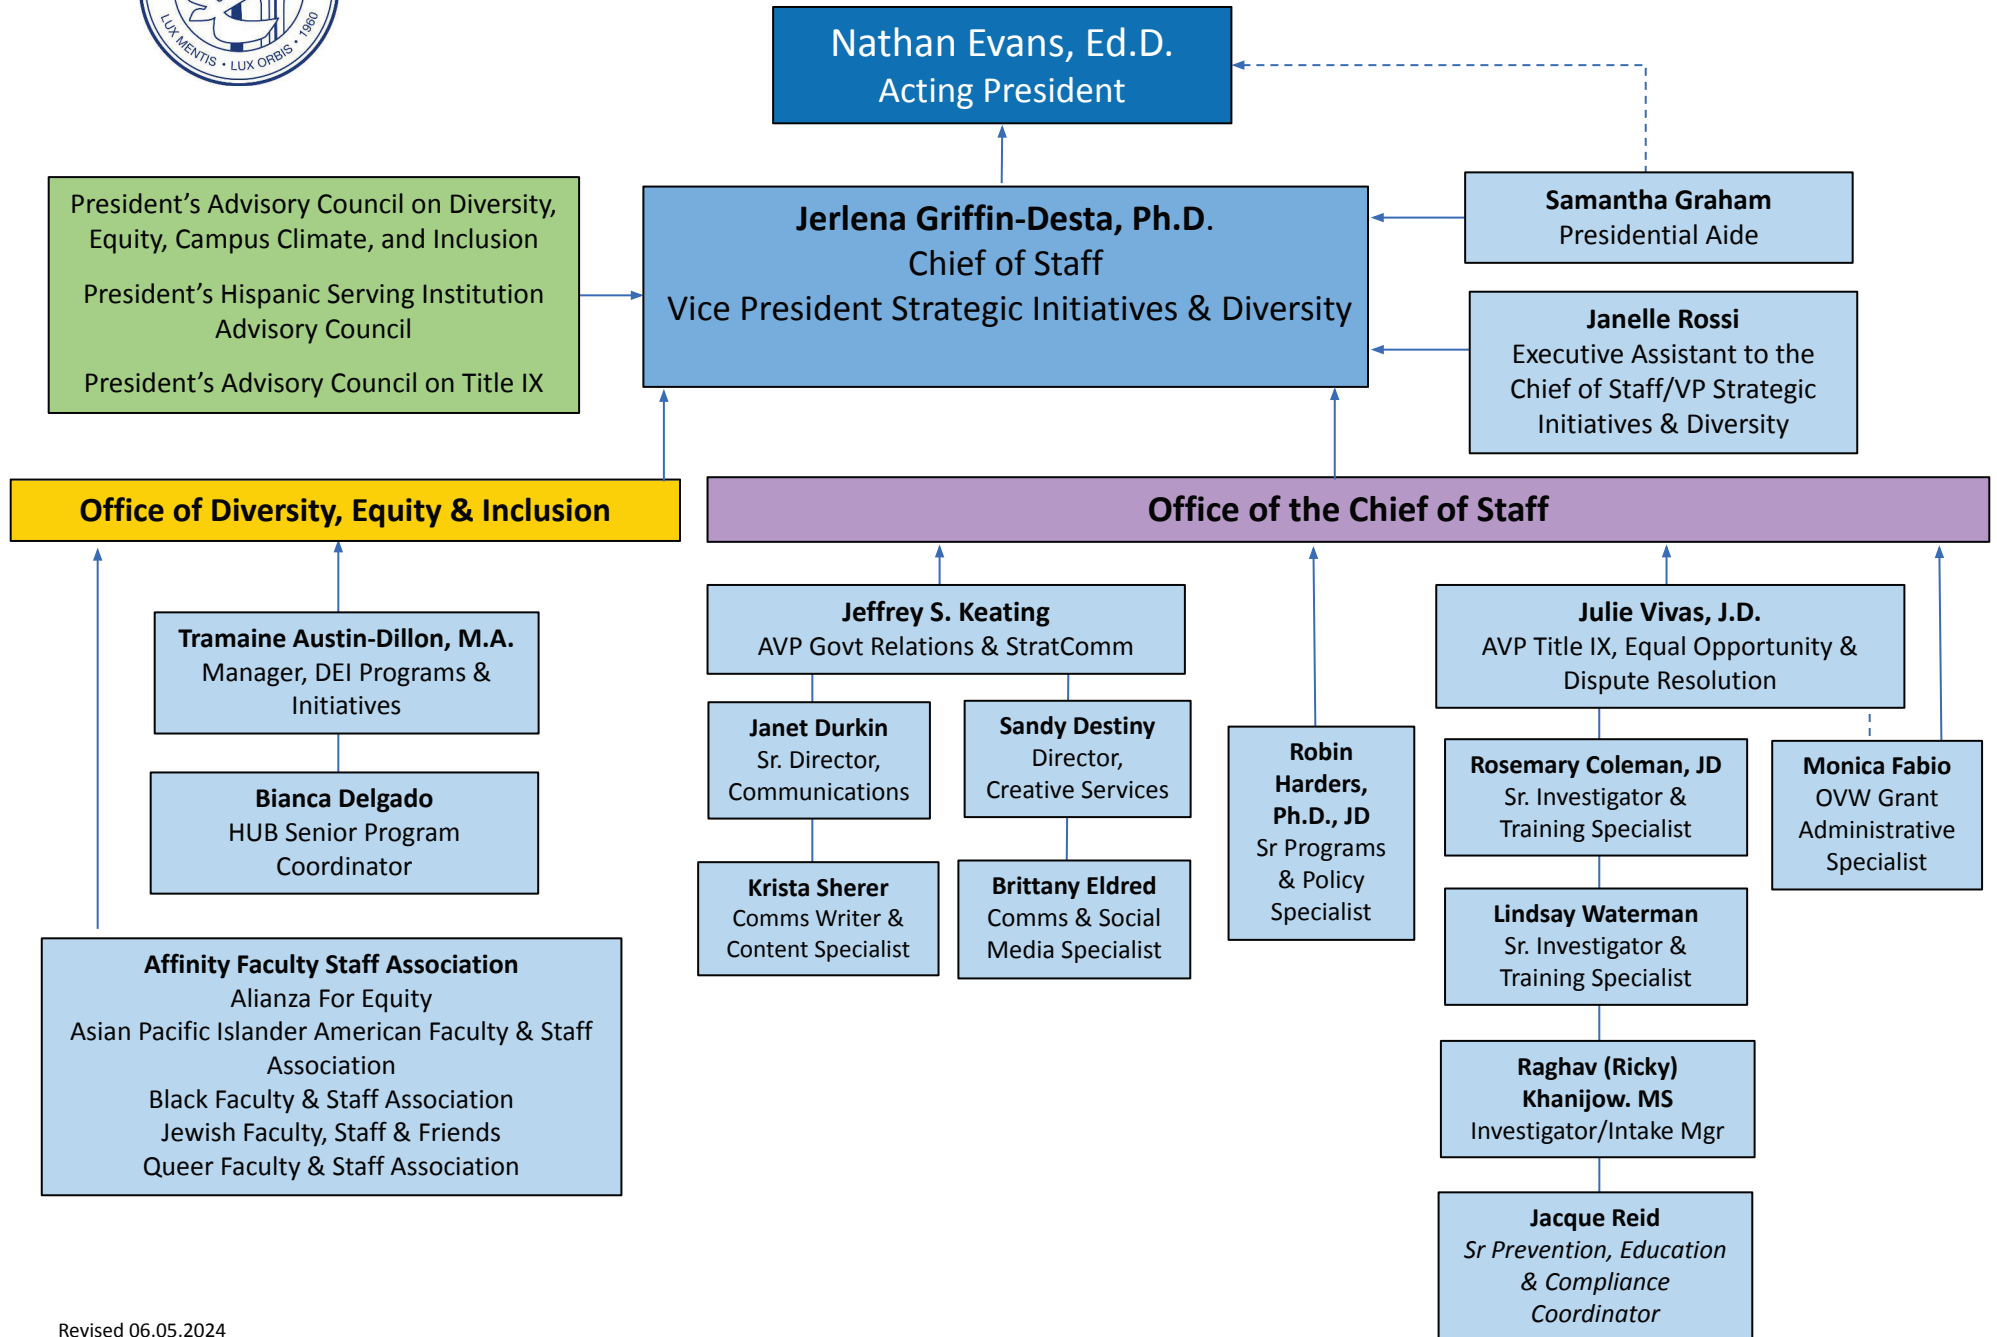 LUX MENTIS • LUX ORBIS • 1960
Nathan Evans, Ed.D.
Acting President
President’s Advisory Council on Diversity,
Equity, Campus Climate, and Inclusion
President’s Hispanic Serving Institution
Advisory Council
President’s Advisory Council on Title IX
Jerlena Griffin-Desta, Ph.D.
Chief of Staff
Vice President Strategic Initiatives & Diversity
Samantha Graham
Presidential Aide
Janelle Rossi
Executive Assistant to the
Chief of Staff/VP Strategic
Initiatives & Diversity
Office of Diversity, Equity & Inclusion
Office of the Chief of Staff
Tramaine Austin-Dillon, M.A.
Manager, DEI Programs &
Initiatives
Bianca Delgado
HUB Senior Program
Coordinator
Affinity Faculty Staff Association
Alianza For Equity
Asian Pacific Islander American Faculty & Staff
Association
Black Faculty & Staff Association
Jewish Faculty, Staff & Friends
Queer Faculty & Staff Association
Jeffrey S. Keating
AVP Govt Relations & StratComm
Janet Durkin
Sr. Director,
Communications
Krista Sherer
Comms Writer &
Content Specialist
Sandy Destiny
Director,
Creative Services
Brittany Eldred
Comms & Social
Media Specialist
Robin
Harders,
Ph.D., JD
Sr Programs
& Policy
Specialist
Julie Vivas, J.D.
AVP Title IX, Equal Opportunity &
Dispute Resolution
Rosemary Coleman, JD
Sr. Investigator &
Training Specialist
Lindsay Waterman
Sr. Investigator &
Training Specialist
Raghav (Ricky)
Khanijow. MS
Investigator/Intake Mgr
Jacque Reid
Sr Prevention, Education
& Compliance
Coordinator
Monica Fabio
OVW Grant
Administrative
Specialist
Revised 06.05.2024